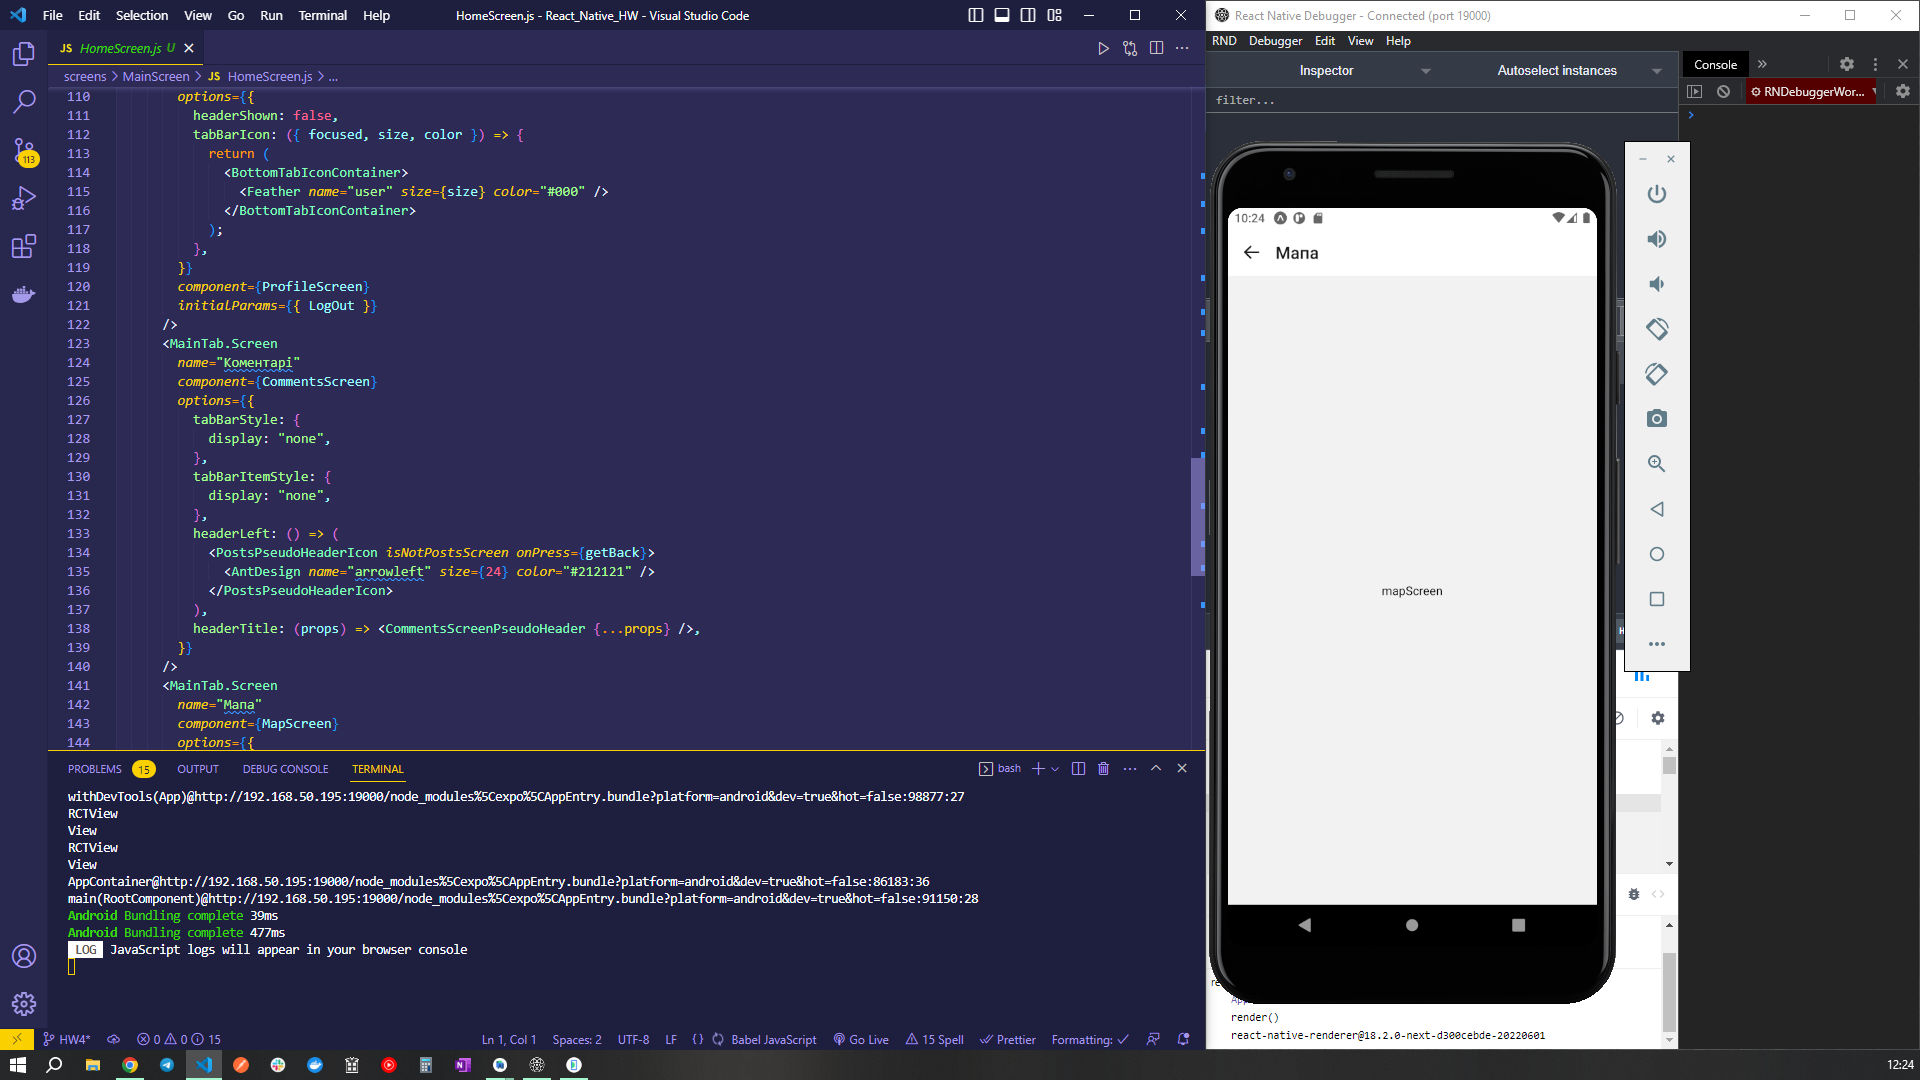 File Edit Selection View Go Run Terminal Help
HomeScreen.js - React_Native_HW - Visual Studio Code
JS HomeScreen.js U
screens > MainScreen > JS HomeScreen.js > ...
110 options={{
111 headerShown: false,
112 tabBarIcon: ({ focused, size, color }) => {
113 return (
114 <BottomTabIconContainer>
115 <Feather name="user" size={size} color="#000" />
116 </BottomTabIconContainer>
117 );
118 },
119 }}
120 component={ProfileScreen}
121 initialParams={{ LogOut }}
122 />
123 <MainTab.Screen
124 name="Коментарі"
125 component={CommentsScreen}
126 options={{
127 tabBarStyle: {
128 display: "none",
129 },
130 tabBarItemStyle: {
131 display: "none",
132 },
133 headerLeft: () => (
134 <PostsPseudoHeaderIcon isNotPostsScreen onPress={getBack}>
135 <AntDesign name="arrowleft" size={24} color="#212121" />
136 </PostsPseudoHeaderIcon>
137 ),
138 headerTitle: (props) => <CommentsScreenPseudoHeader {...props} />,
139 }}
140 />
141 <MainTab.Screen
142 name="Мапа"
143 component={MapScreen}
144 options={{
PROBLEMS 15 OUTPUT DEBUG CONSOLE TERMINAL
bash
withDevTools(App)@http://192.168.50.195:19000/node_modules%5Cexpo%5CAppEntry.bundle?platform=android&dev=true&hot=false:98877:27
RCTView
View
RCTView
View
AppContainer@http://192.168.50.195:19000/node_modules%5Cexpo%5CAppEntry.bundle?platform=android&dev=true&hot=false:86183:36
main(RootComponent)@http://192.168.50.195:19000/node_modules%5Cexpo%5CAppEntry.bundle?platform=android&dev=true&hot=false:91150:28
Android Bundling complete 39ms
Android Bundling complete 477ms
LOG JavaScript logs will appear in your browser console
113
HW4* 0 0 15 Ln 1, Col 1 Spaces: 2 UTF-8 LF {} Babel JavaScript Go Live 15 Spell Prettier Formatting:
React Native Debugger - Connected (port 19000)
RND Debugger Edit View Help
Inspector Autoselect instances
filter...
Console
RNDebuggerWor...
10:24
Мапа
mapScreen
render()
react-native-renderer@18.2.0-next-d300cebde-20220601
12:24